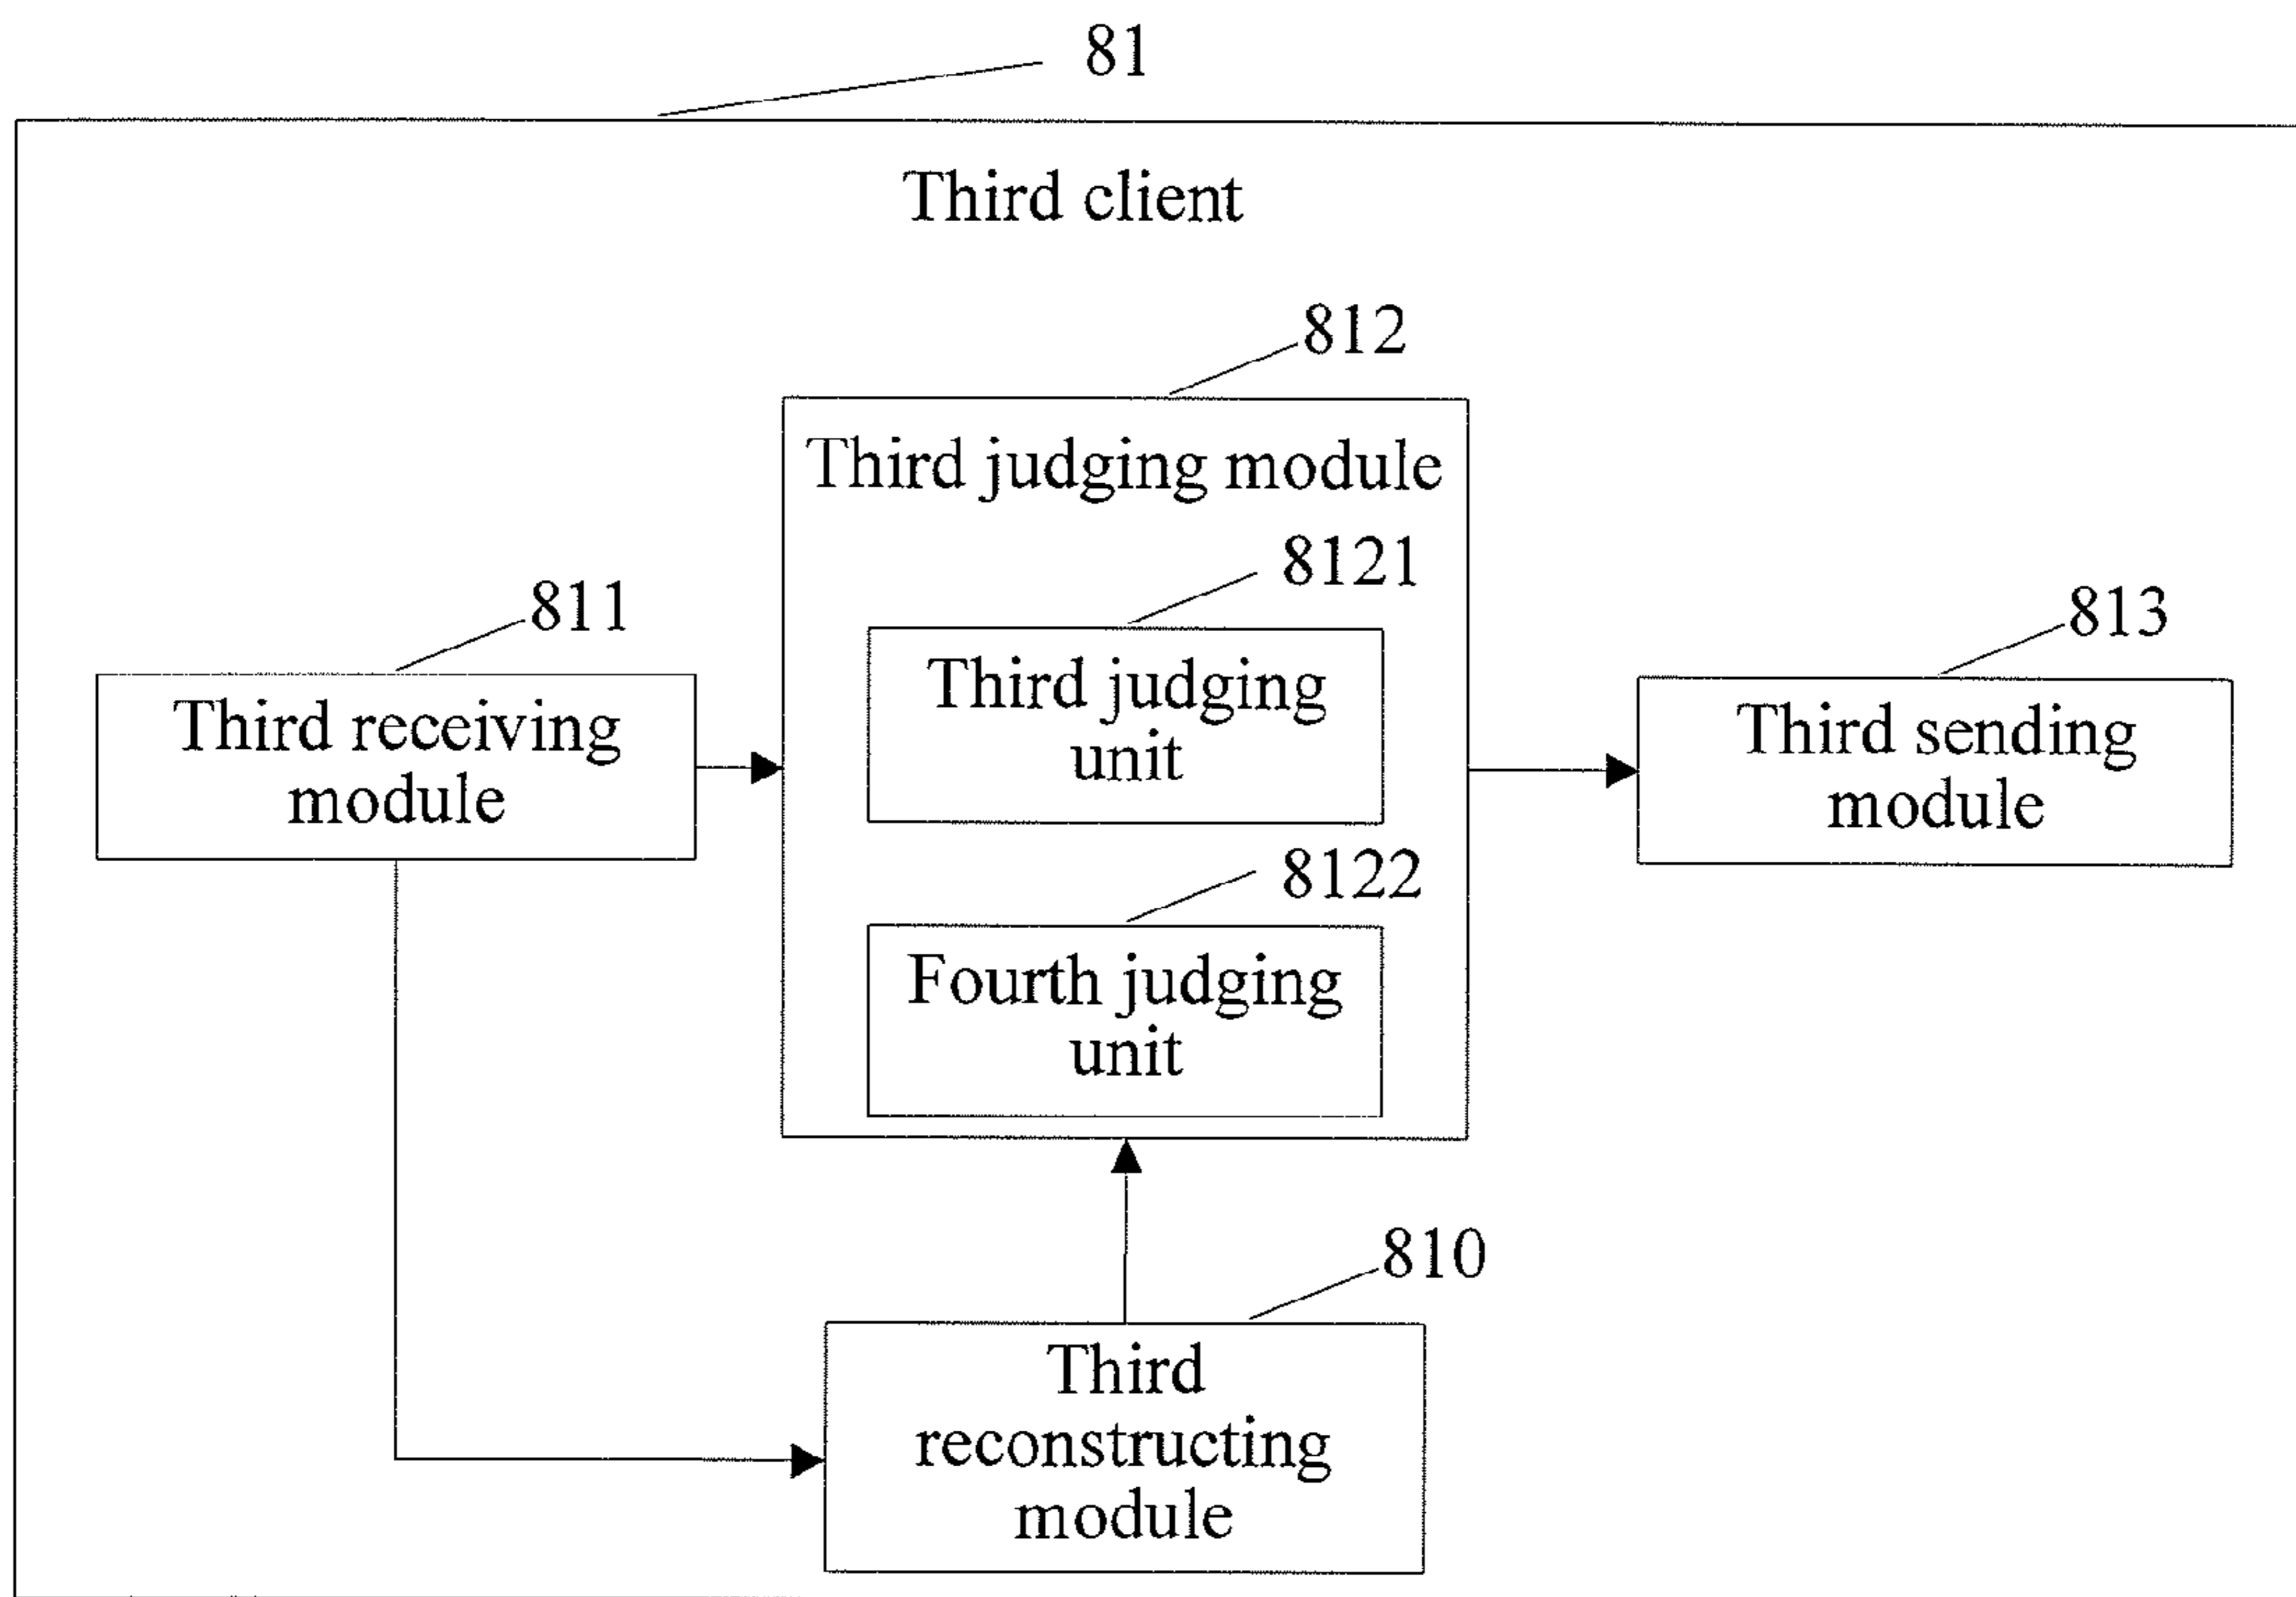 81
Third client
812
Third judging module
8121
811
813
Third judging
unit
Third receiving
module
Third sending
module
8122
Fourth judging
unit
810
Third
reconstructing
module